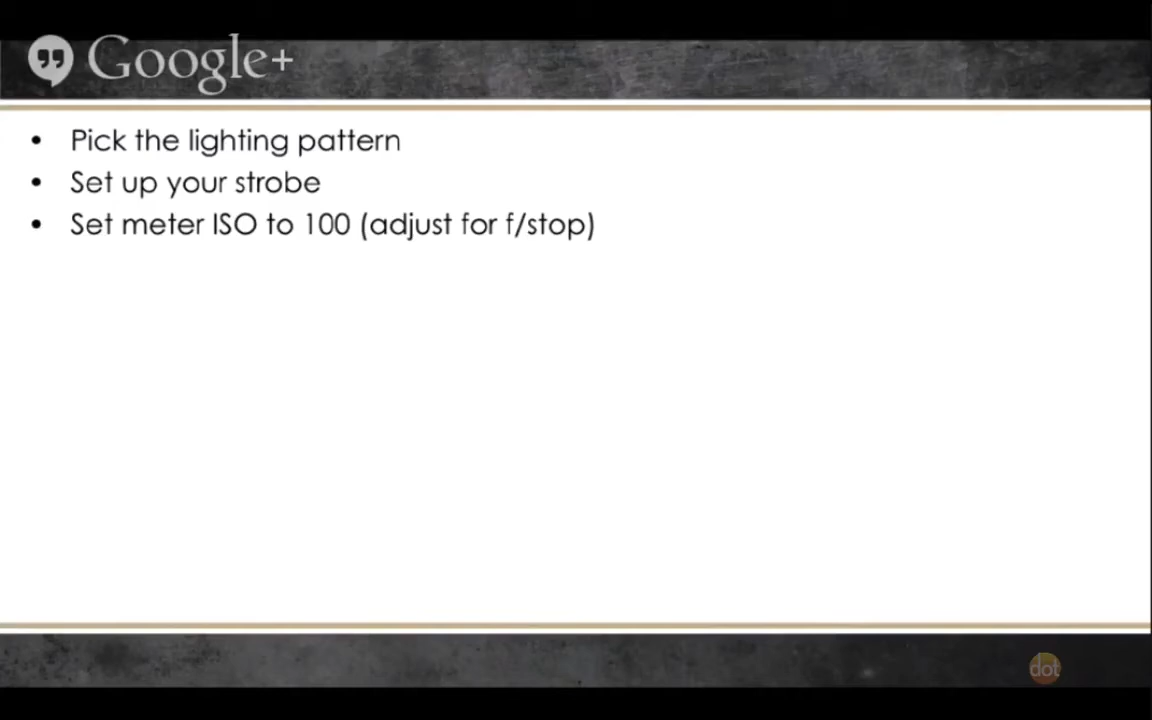 Google+
• Pick the lighting pattern
• Set up your strobe
• Set meter ISO to 100 (adjust for f/stop)
dot